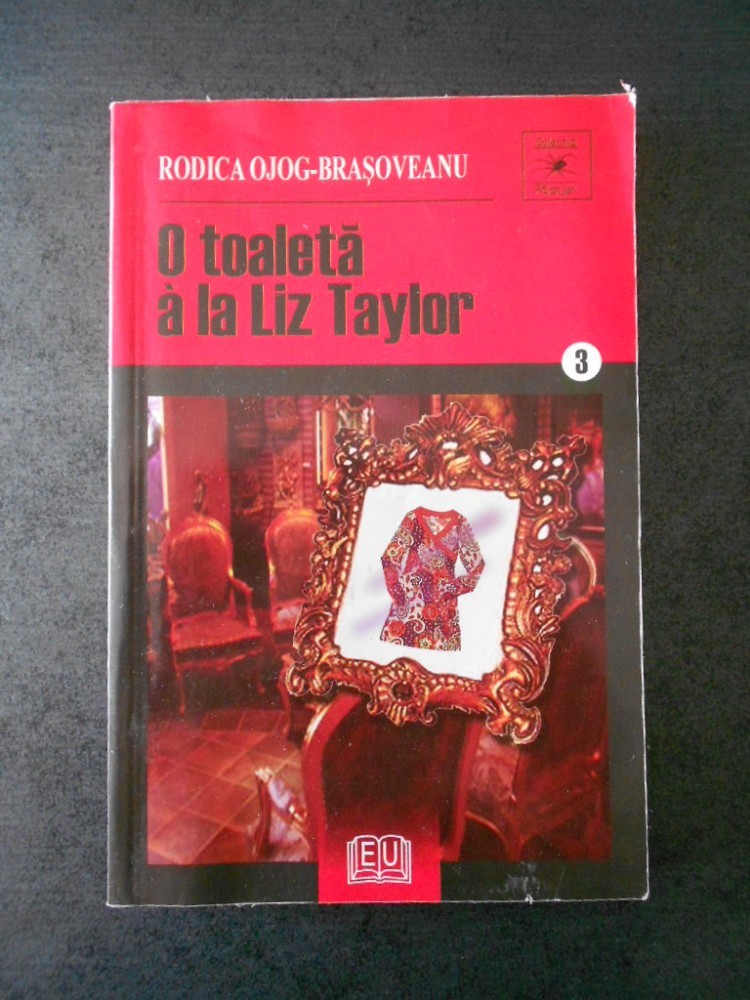 RODICA OJOG-BRAȘOVEANU
O toaletă
à la Liz Taylor
3
EU